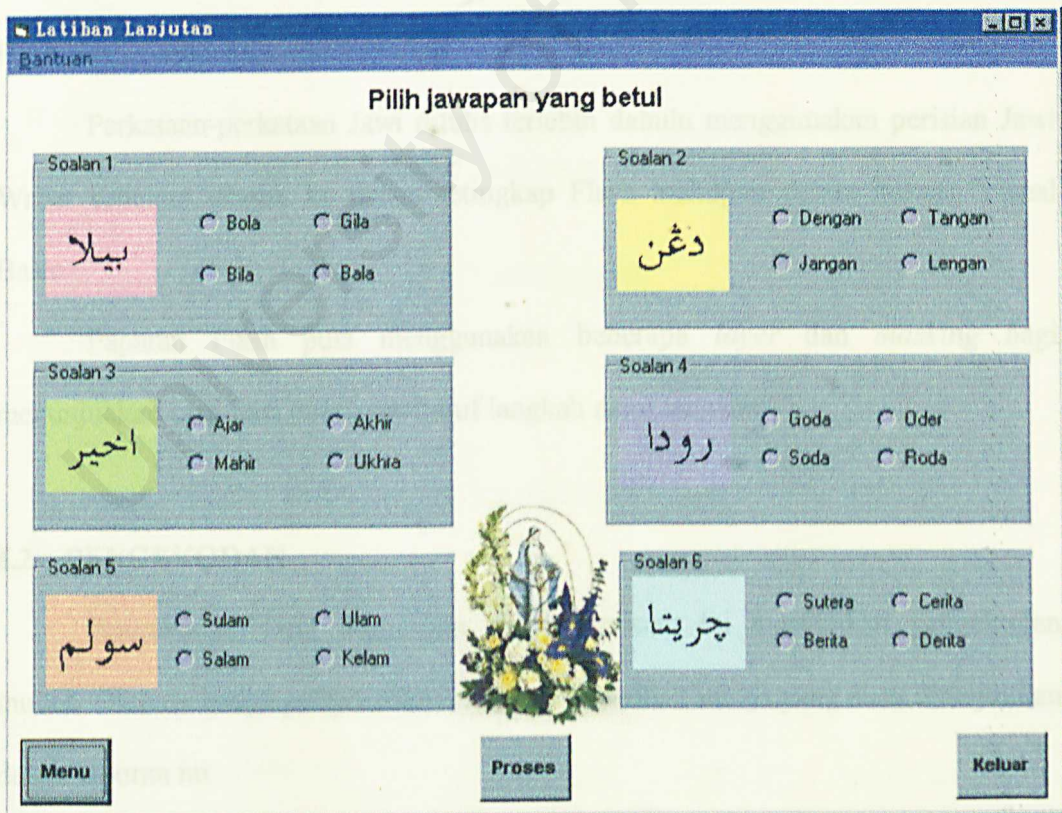 Latihan Lanjutan
Bantuan
Pilih jawapan yang betul
Soalan 1
بيلا
Bola Gila
Bila Bala
Soalan 2
دڠن
Dengan Tangan
Jangan Lengan
Soalan 3
اخير
Ajar Akhir
Mahir Ukhra
Soalan 4
رودا
Goda Oder
Soda Roda
Soalan 5
سولم
Sulam Ulam
Salam Kelam
Soalan 6
چريتا
Sutera Cerita
Berita Derita
Menu Proses Keluar
University of